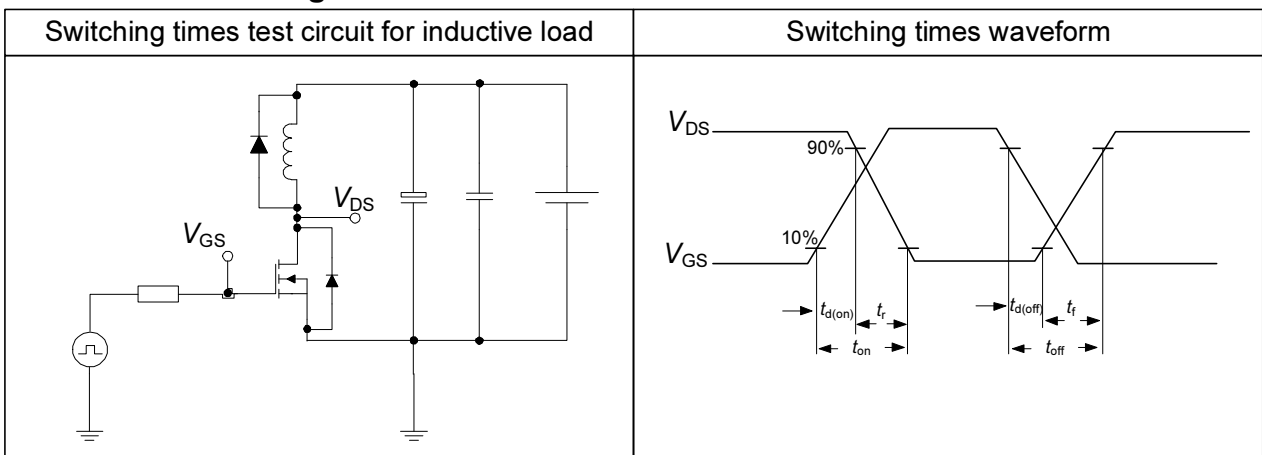 Switching times test circuit for inductive load
Switching times waveform
VDS
VGS
VDS
90%
10%
VGS
td(on)
tr
ton
td(off)
tf
toff